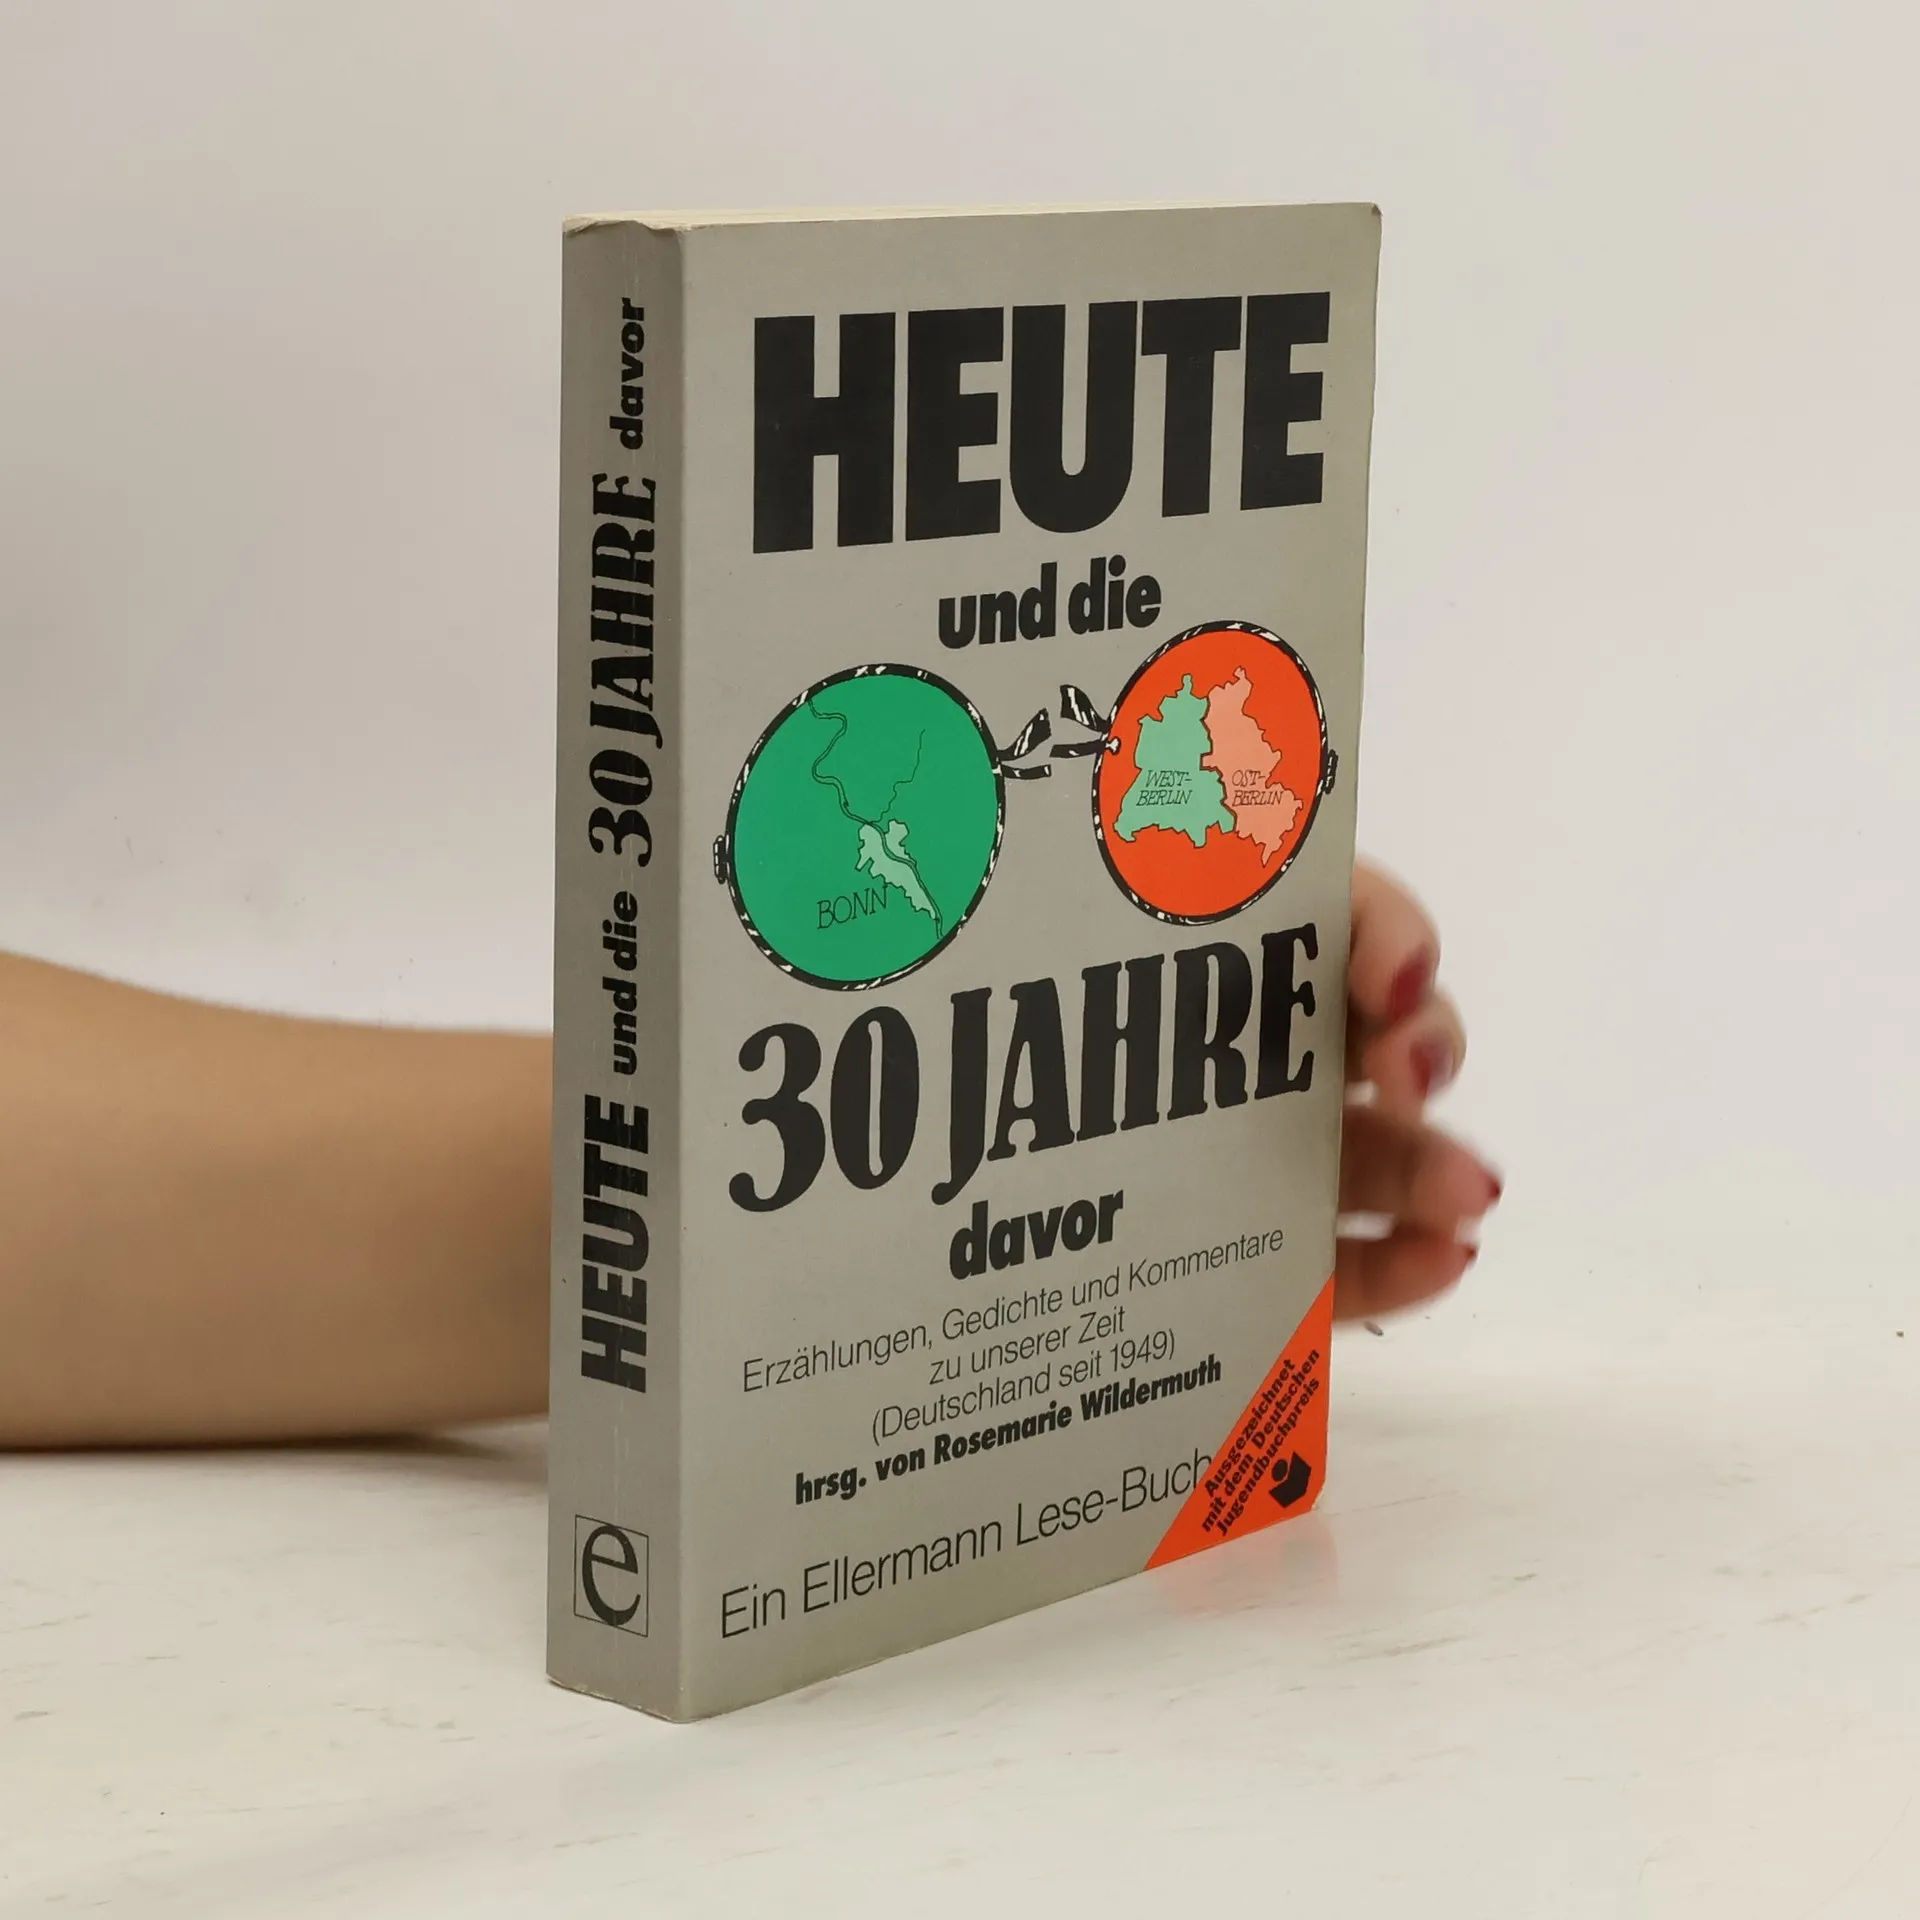 HEUTE und die 30 JAHRE davor
e
HEUTE
und die
BONN
WEST-
BERLIN
OST-
BERLIN
30 JAHRE
davor
Erzählungen, Gedichte und Kommentare
zu unserer Zeit
(Deutschland seit 1949)
hrsg. von Rosemarie Wildermuth
Ein Ellermann Lese-Buch
Ausgezeichnet
mit dem Deutschen
Jugendbuchpreis